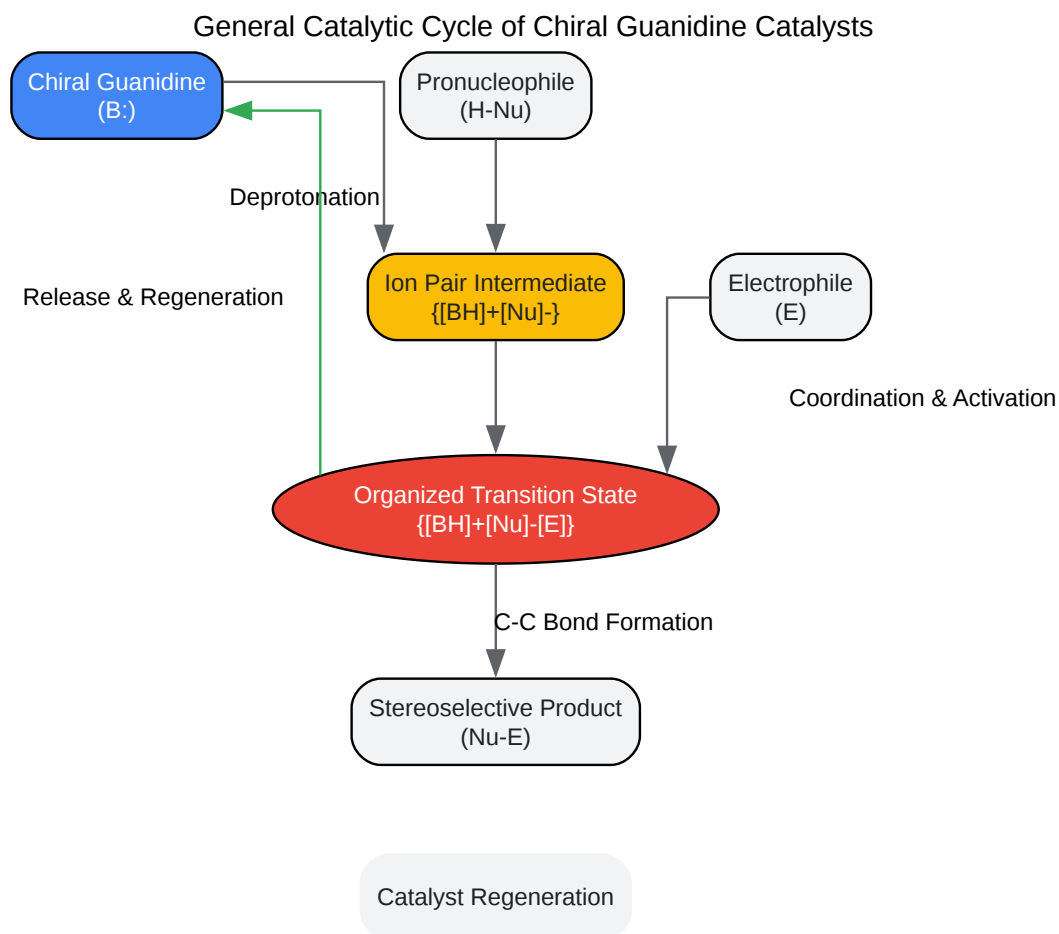 General Catalytic Cycle of Chiral Guanidine Catalysts
Chiral Guanidine
(B:)
Pronucleophile
(H-Nu)
Deprotonation
Release & Regeneration
Ion Pair Intermediate
{[BH]+[Nu]-}
Electrophile
(E)
Coordination & Activation
Organized Transition State
{[BH]+[Nu]-[E]}
C-C Bond Formation
Stereoselective Product
(Nu-E)
Catalyst Regeneration